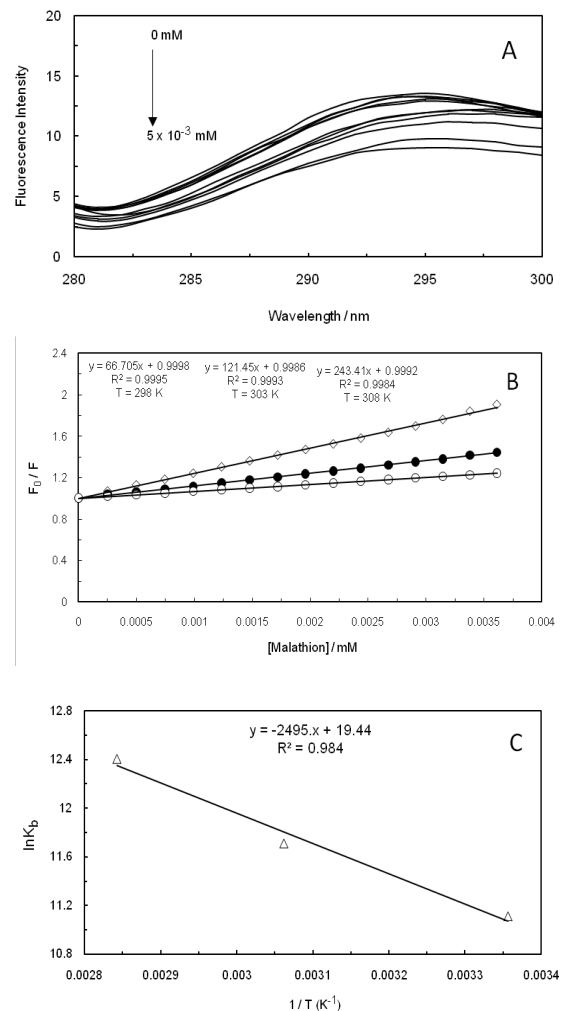 20
15
10
5
0
Fluorescence Intensity
0 mM
5 x 10-3 mM
A
280
285
290
295
300
Wavelength / nm
2.4
2
1.6
1.2
0.8
0.4
0
F0 / F
y = 66.705x + 0.9998
R² = 0.9995
T = 298 K
y = 121.45x + 0.9986
R² = 0.9993
T = 303 K
y = 243.41x + 0.9992
R² = 0.9984
T = 308 K
B
0
0.0005
0.001
0.0015
0.002
0.0025
0.003
0.0035
0.004
[Malathion] / mM
12.8
12.4
12
11.6
11.2
10.8
lnKb
y = -2495.x + 19.44
R² = 0.984
C
0.0028
0.0029
0.003
0.0031
0.0032
0.0033
0.0034
1 / T (K-1)